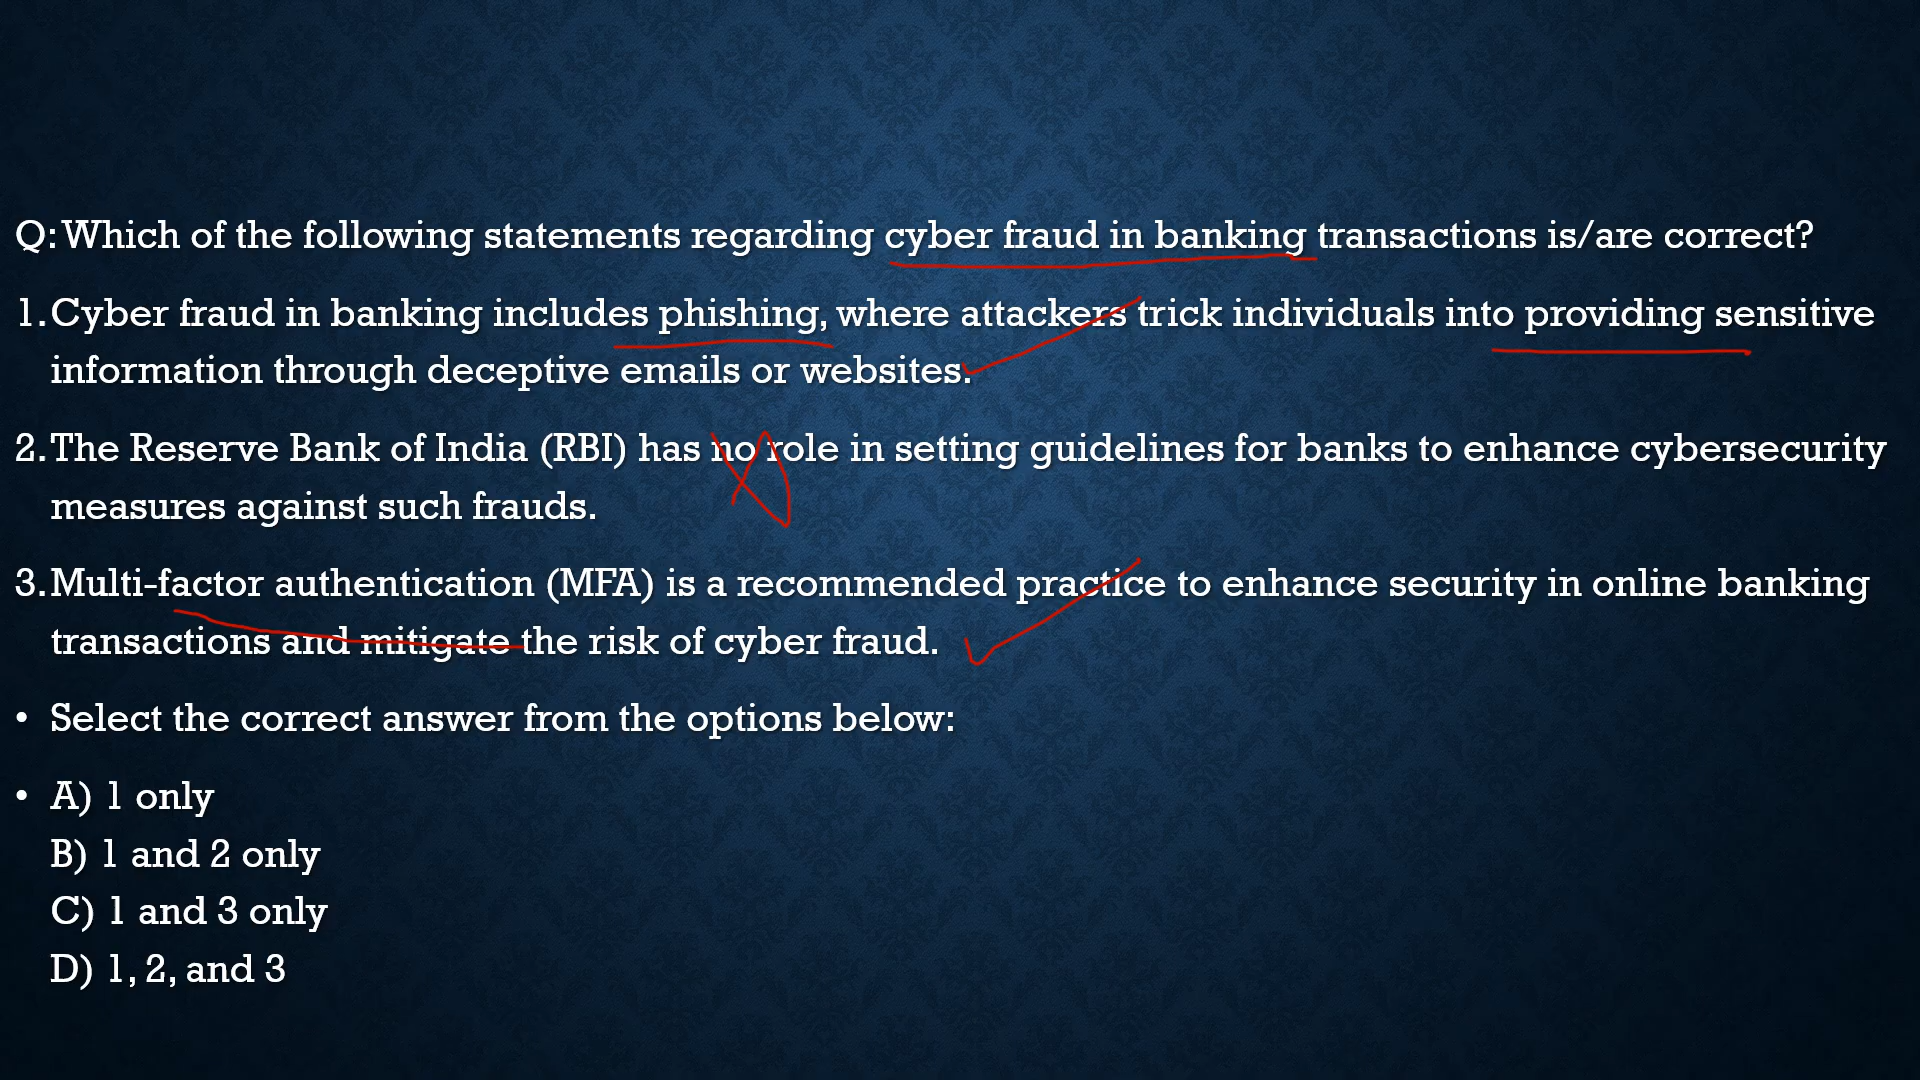 Q: Which of the following statements regarding cyber fraud in banking transactions is/are correct?
1. Cyber fraud in banking includes phishing, where attackers trick individuals into providing sensitive
information through deceptive emails or websites.
2. The Reserve Bank of India (RBI) has no role in setting guidelines for banks to enhance cybersecurity
measures against such frauds.
3. Multi-factor authentication (MFA) is a recommended practice to enhance security in online banking
transactions and mitigate the risk of cyber fraud.
• Select the correct answer from the options below:
• A) 1 only
B) 1 and 2 only
C) 1 and 3 only
D) 1, 2, and 3